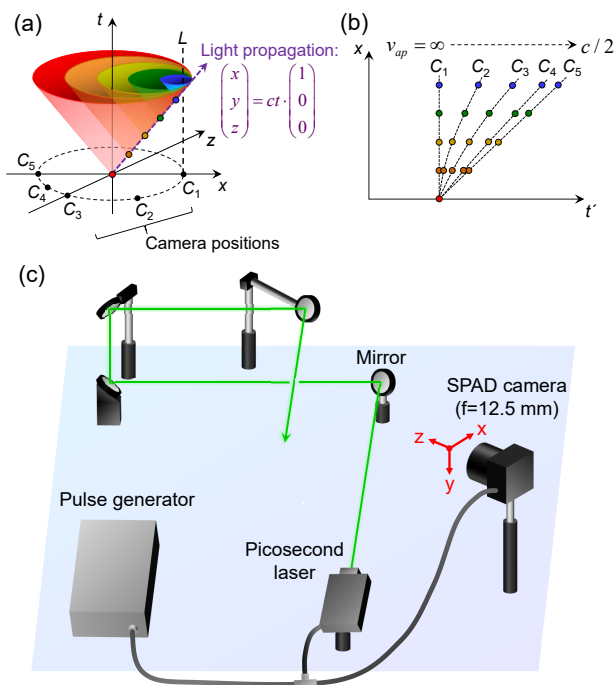 (a)
t
L
Light propagation:
(x y z) = ct · (1 0 0)
z
x
C5
C4
C3
C2
C1
Camera positions
(b)
v_ap = ∞ c / 2
x
C1 C2 C3 C4 C5
t′
(c)
Mirror
SPAD camera
(f=12.5 mm)
z x
y
Pulse generator
Picosecond
laser